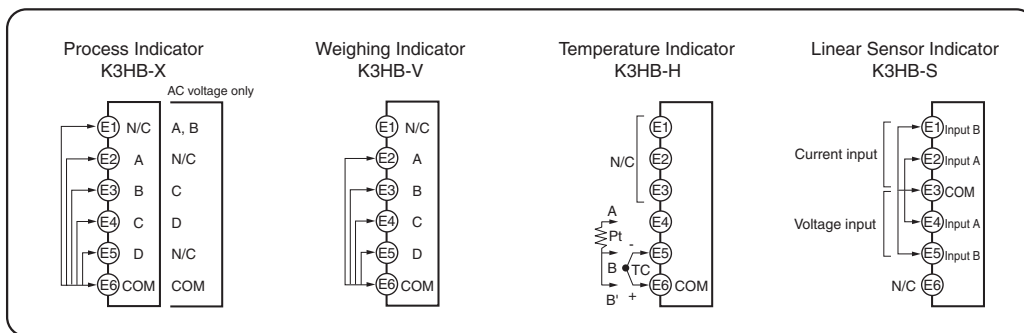 Process Indicator
K3HB-X
AC voltage only
E1 N/C A, B
E2 A N/C
E3 B C
E4 C D
E5 D N/C
E6 COM COM
Weighing Indicator
K3HB-V
E1 N/C
E2 A
E3 B
E4 C
E5 D
E6 COM
Temperature Indicator
K3HB-H
E1
N/C E2
E3
A E4
Pt
- E5
B TC
E6 COM
B' +
Linear Sensor Indicator
K3HB-S
E1 Input B
Current input
E2 Input A
E3 COM
Voltage input
E4 Input A
E5 Input B
N/C E6